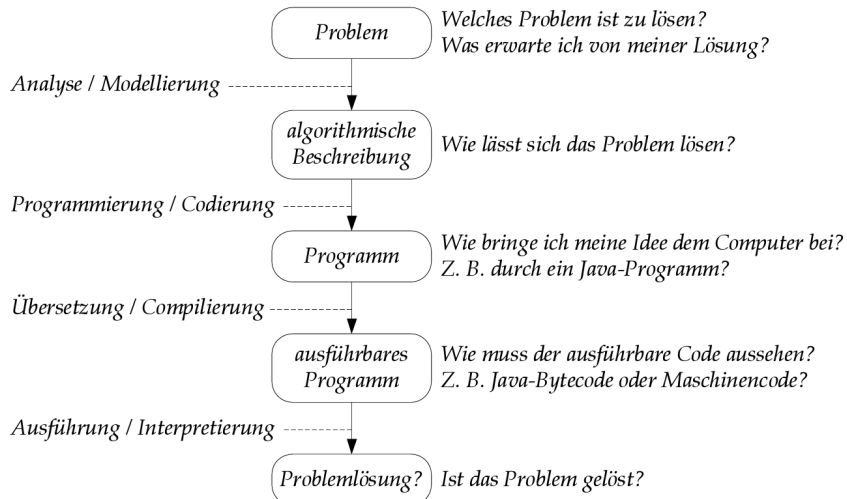 Problem
Welches Problem ist zu lösen?
Was erwarte ich von meiner Lösung?
Analyse / Modellierung
algorithmische
Beschreibung
Wie lässt sich das Problem lösen?
Programmierung / Codierung
Programm
Wie bringe ich meine Idee dem Computer bei?
Z. B. durch ein Java-Programm?
Übersetzung / Compilierung
ausführbares
Programm
Wie muss der ausführbare Code aussehen?
Z. B. Java-Bytecode oder Maschinencode?
Ausführung / Interpretierung
Problemlösung?
Ist das Problem gelöst?